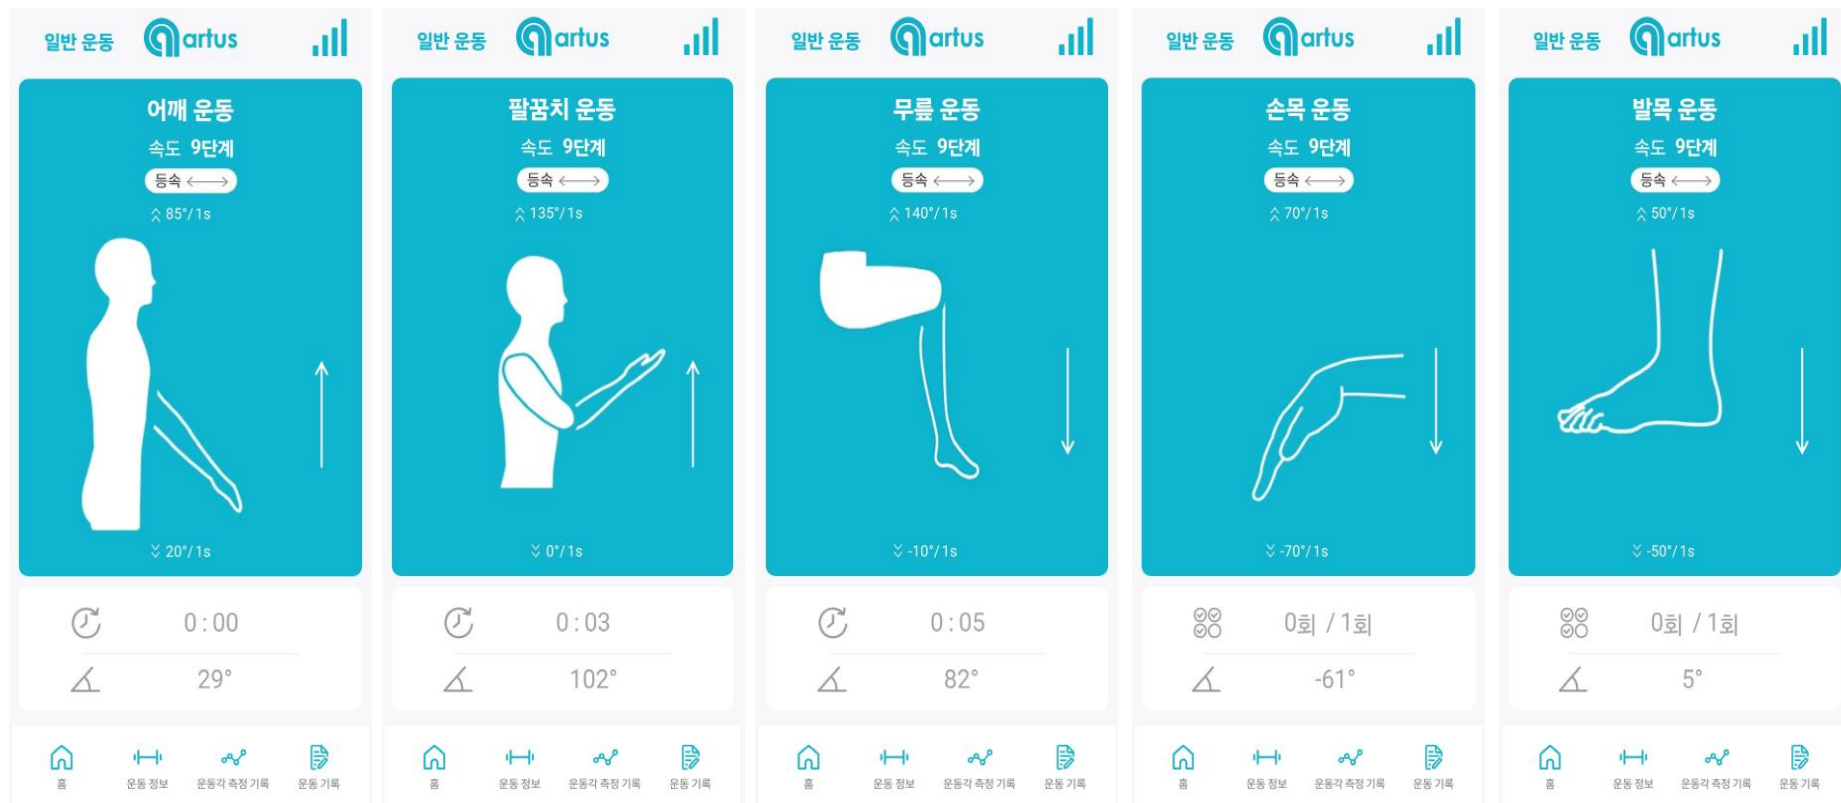 일반 운동
artus
어깨 운동
속도 9단계
등속
85°/1s
20°/1s
0:00
29°
홈
운동 정보
운동각 측정 기록
운동 기록
일반 운동
artus
팔꿈치 운동
속도 9단계
등속
135°/1s
0°/1s
0:03
102°
홈
운동 정보
운동각 측정 기록
운동 기록
일반 운동
artus
무릎 운동
속도 9단계
등속
140°/1s
-10°/1s
0:05
82°
홈
운동 정보
운동각 측정 기록
운동 기록
일반 운동
artus
손목 운동
속도 9단계
등속
70°/1s
-70°/1s
0회 / 1회
-61°
홈
운동 정보
운동각 측정 기록
운동 기록
일반 운동
artus
발목 운동
속도 9단계
등속
50°/1s
-50°/1s
0회 / 1회
5°
홈
운동 정보
운동각 측정 기록
운동 기록